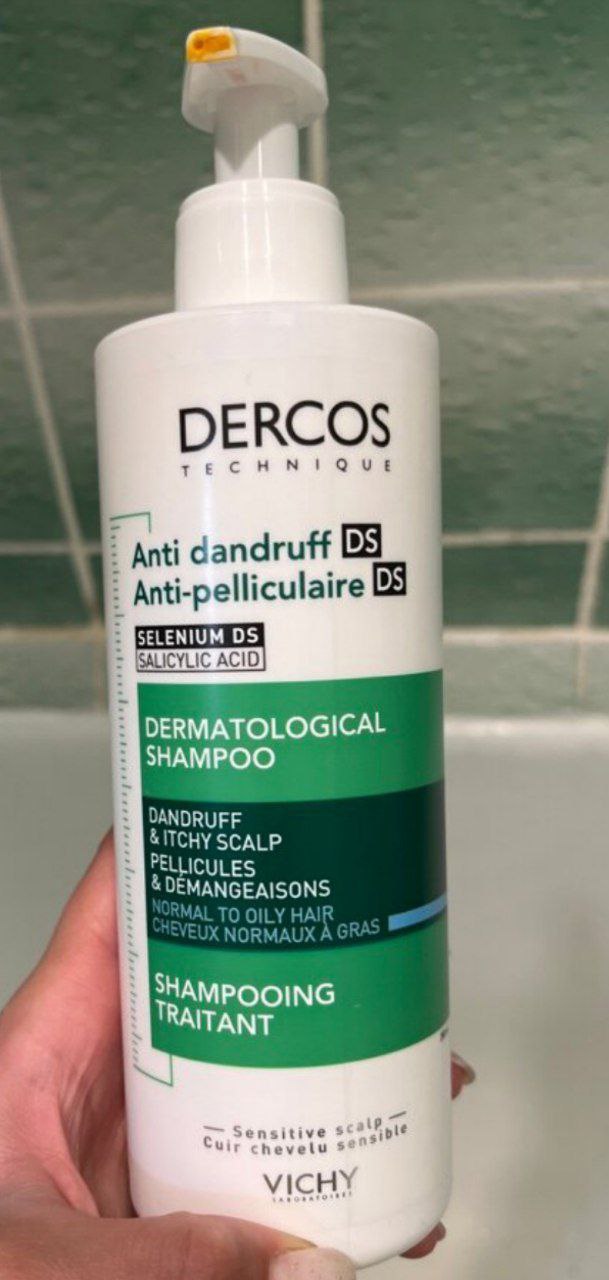 DERCOS
TECHNIQUE
Anti dandruff DS
Anti-pelliculaire DS
SELENIUM DS
SALICYLIC ACID
DERMATOLOGICAL
SHAMPOO
DANDRUFF
& ITCHY SCALP
PELLICULES
& DÉMANGEAISONS
NORMAL TO OILY HAIR
CHEVEUX NORMAUX À GRAS
SHAMPOOING
TRAITANT
Sensitive scalp
Cuir chevelu sensible
VICHY
LABORATOIRES